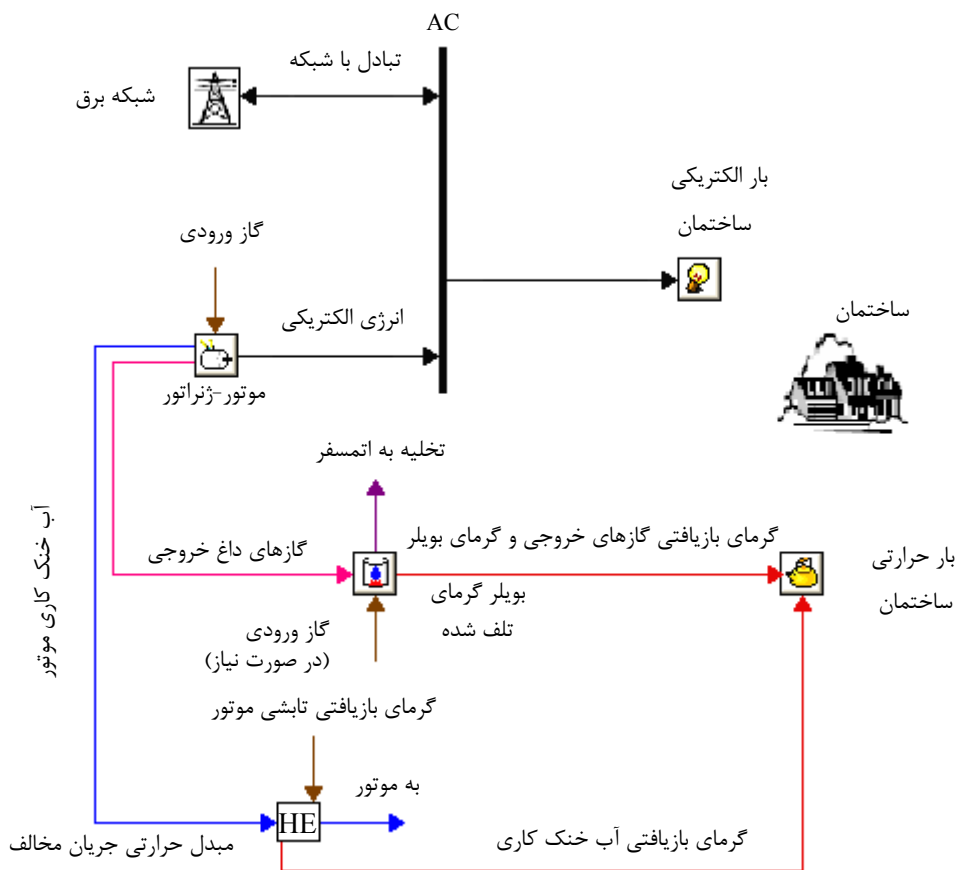 AC
تبادل با شبکه
شبکه برق
بار الکتریکی
ساختمان
گاز ورودی
ساختمان
انرژی الکتریکی
موتور-ژنراتور
تخلیه به اتمسفر
آب خنک کاری موتور
گازهای داغ خروجی
گرمای بازیافتی گازهای خروجی و گرمای بویلر
بار حرارتی
ساختمان
بویلر گرمای
تلف شده
گاز ورودی
(در صورت نیاز)
گرمای بازیافتی تابشی موتور
به موتور
HE
مبدل حرارتی جریان مخالف
گرمای بازیافتی آب خنک کاری